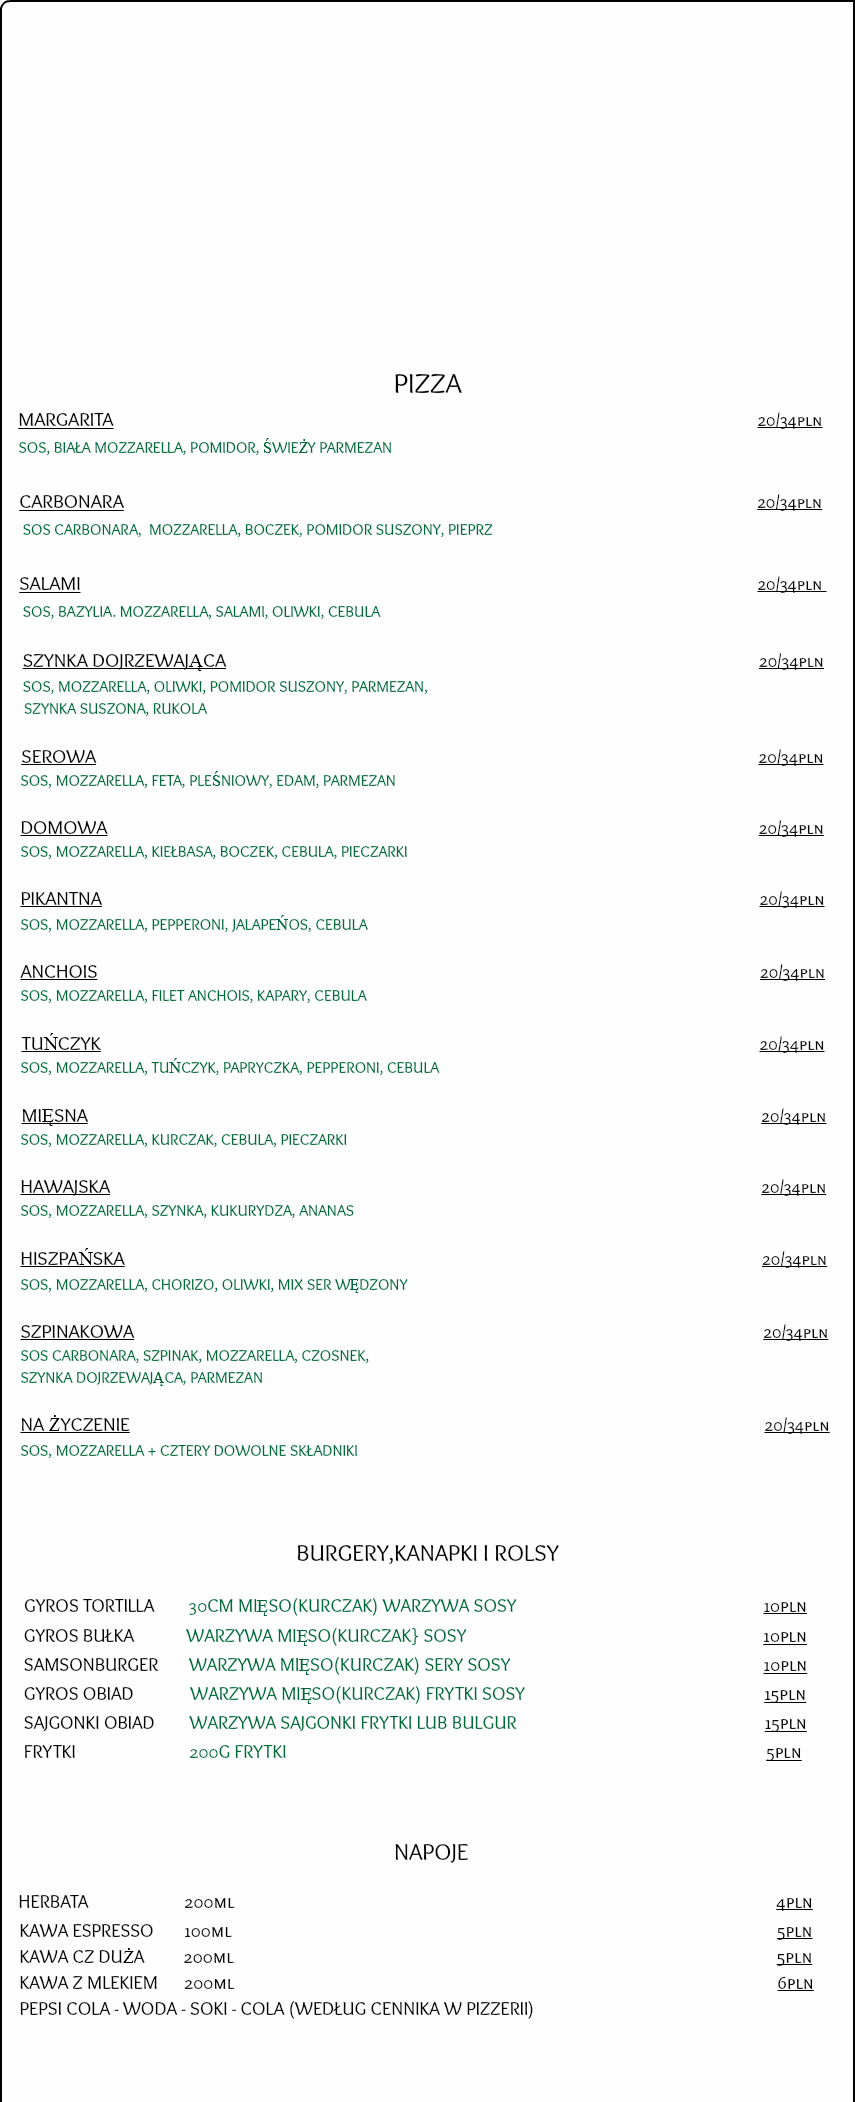 PIZZA
MARGARITA 20/34PLN
SOS, BIAŁA MOZZARELLA, POMIDOR, ŚWIEŻY PARMEZAN
CARBONARA 20/34PLN
SOS CARBONARA, MOZZARELLA, BOCZEK, POMIDOR SUSZONY, PIEPRZ
SALAMI 20/34PLN
SOS, BAZYLIA. MOZZARELLA, SALAMI, OLIWKI, CEBULA
SZYNKA DOJRZEWAJĄCA 20/34PLN
SOS, MOZZARELLA, OLIWKI, POMIDOR SUSZONY, PARMEZAN,
SZYNKA SUSZONA, RUKOLA
SEROWA 20/34PLN
SOS, MOZZARELLA, FETA, PLEŚNIOWY, EDAM, PARMEZAN
DOMOWA 20/34PLN
SOS, MOZZARELLA, KIEŁBASA, BOCZEK, CEBULA, PIECZARKI
PIKANTNA 20/34PLN
SOS, MOZZARELLA, PEPPERONI, JALAPEŃOS, CEBULA
ANCHOIS 20/34PLN
SOS, MOZZARELLA, FILET ANCHOIS, KAPARY, CEBULA
TUŃCZYK 20/34PLN
SOS, MOZZARELLA, TUŃCZYK, PAPRYCZKA, PEPPERONI, CEBULA
MIĘSNA 20/34PLN
SOS, MOZZARELLA, KURCZAK, CEBULA, PIECZARKI
HAWAJSKA 20/34PLN
SOS, MOZZARELLA, SZYNKA, KUKURYDZA, ANANAS
HISZPAŃSKA 20/34PLN
SOS, MOZZARELLA, CHORIZO, OLIWKI, MIX SER WĘDZONY
SZPINAKOWA 20/34PLN
SOS CARBONARA, SZPINAK, MOZZARELLA, CZOSNEK,
SZYNKA DOJRZEWAJĄCA, PARMEZAN
NA ŻYCZENIE 20/34PLN
SOS, MOZZARELLA + CZTERY DOWOLNE SKŁADNIKI
BURGERY,KANAPKI I ROLSY
GYROS TORTILLA 30CM MIĘSO(KURCZAK) WARZYWA SOSY 10PLN
GYROS BUŁKA WARZYWA MIĘSO(KURCZAK} SOSY 10PLN
SAMSONBURGER WARZYWA MIĘSO(KURCZAK) SERY SOSY 10PLN
GYROS OBIAD WARZYWA MIĘSO(KURCZAK) FRYTKI SOSY 15PLN
SAJGONKI OBIAD WARZYWA SAJGONKI FRYTKI LUB BULGUR 15PLN
FRYTKI 200G FRYTKI 5PLN
NAPOJE
HERBATA 200ML 4PLN
KAWA ESPRESSO 100ML 5PLN
KAWA CZ DUŻA 200ML 5PLN
KAWA Z MLEKIEM 200ML 6PLN
PEPSI COLA - WODA - SOKI - COLA (WEDŁUG CENNIKA W PIZZERII)